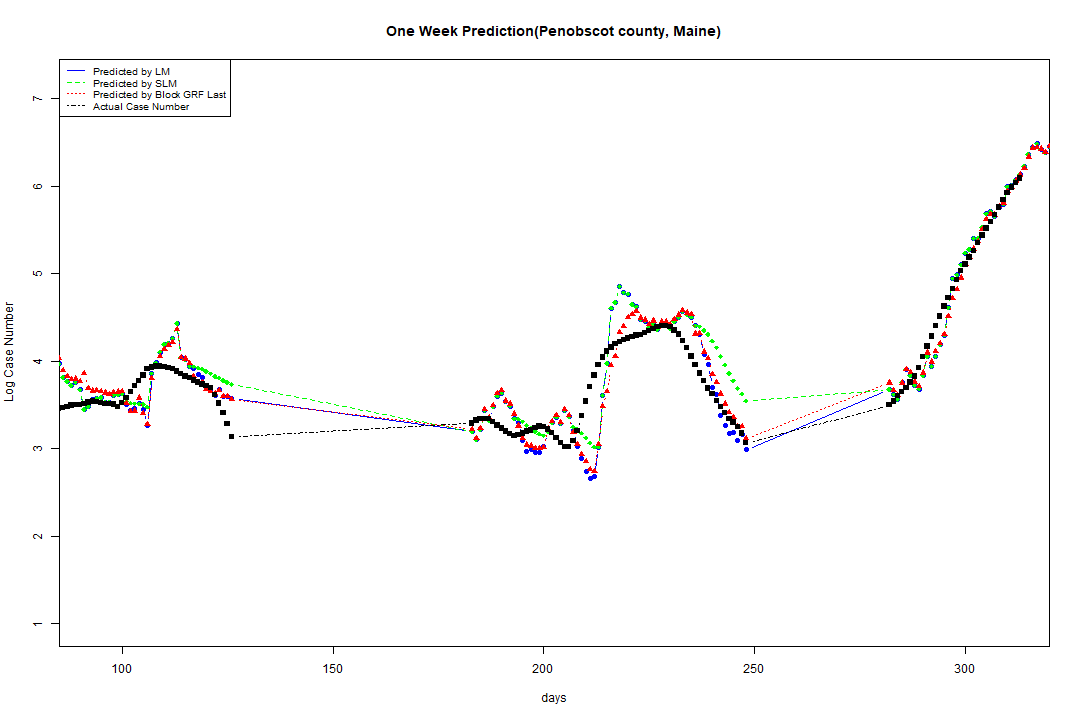 One Week Prediction(Penobscot county, Maine)
Predicted by LM
Predicted by SLM
Predicted by Block GRF Last
Actual Case Number
Log Case Number
7
6
5
4
3
2
1
100 150 200 250 300
days